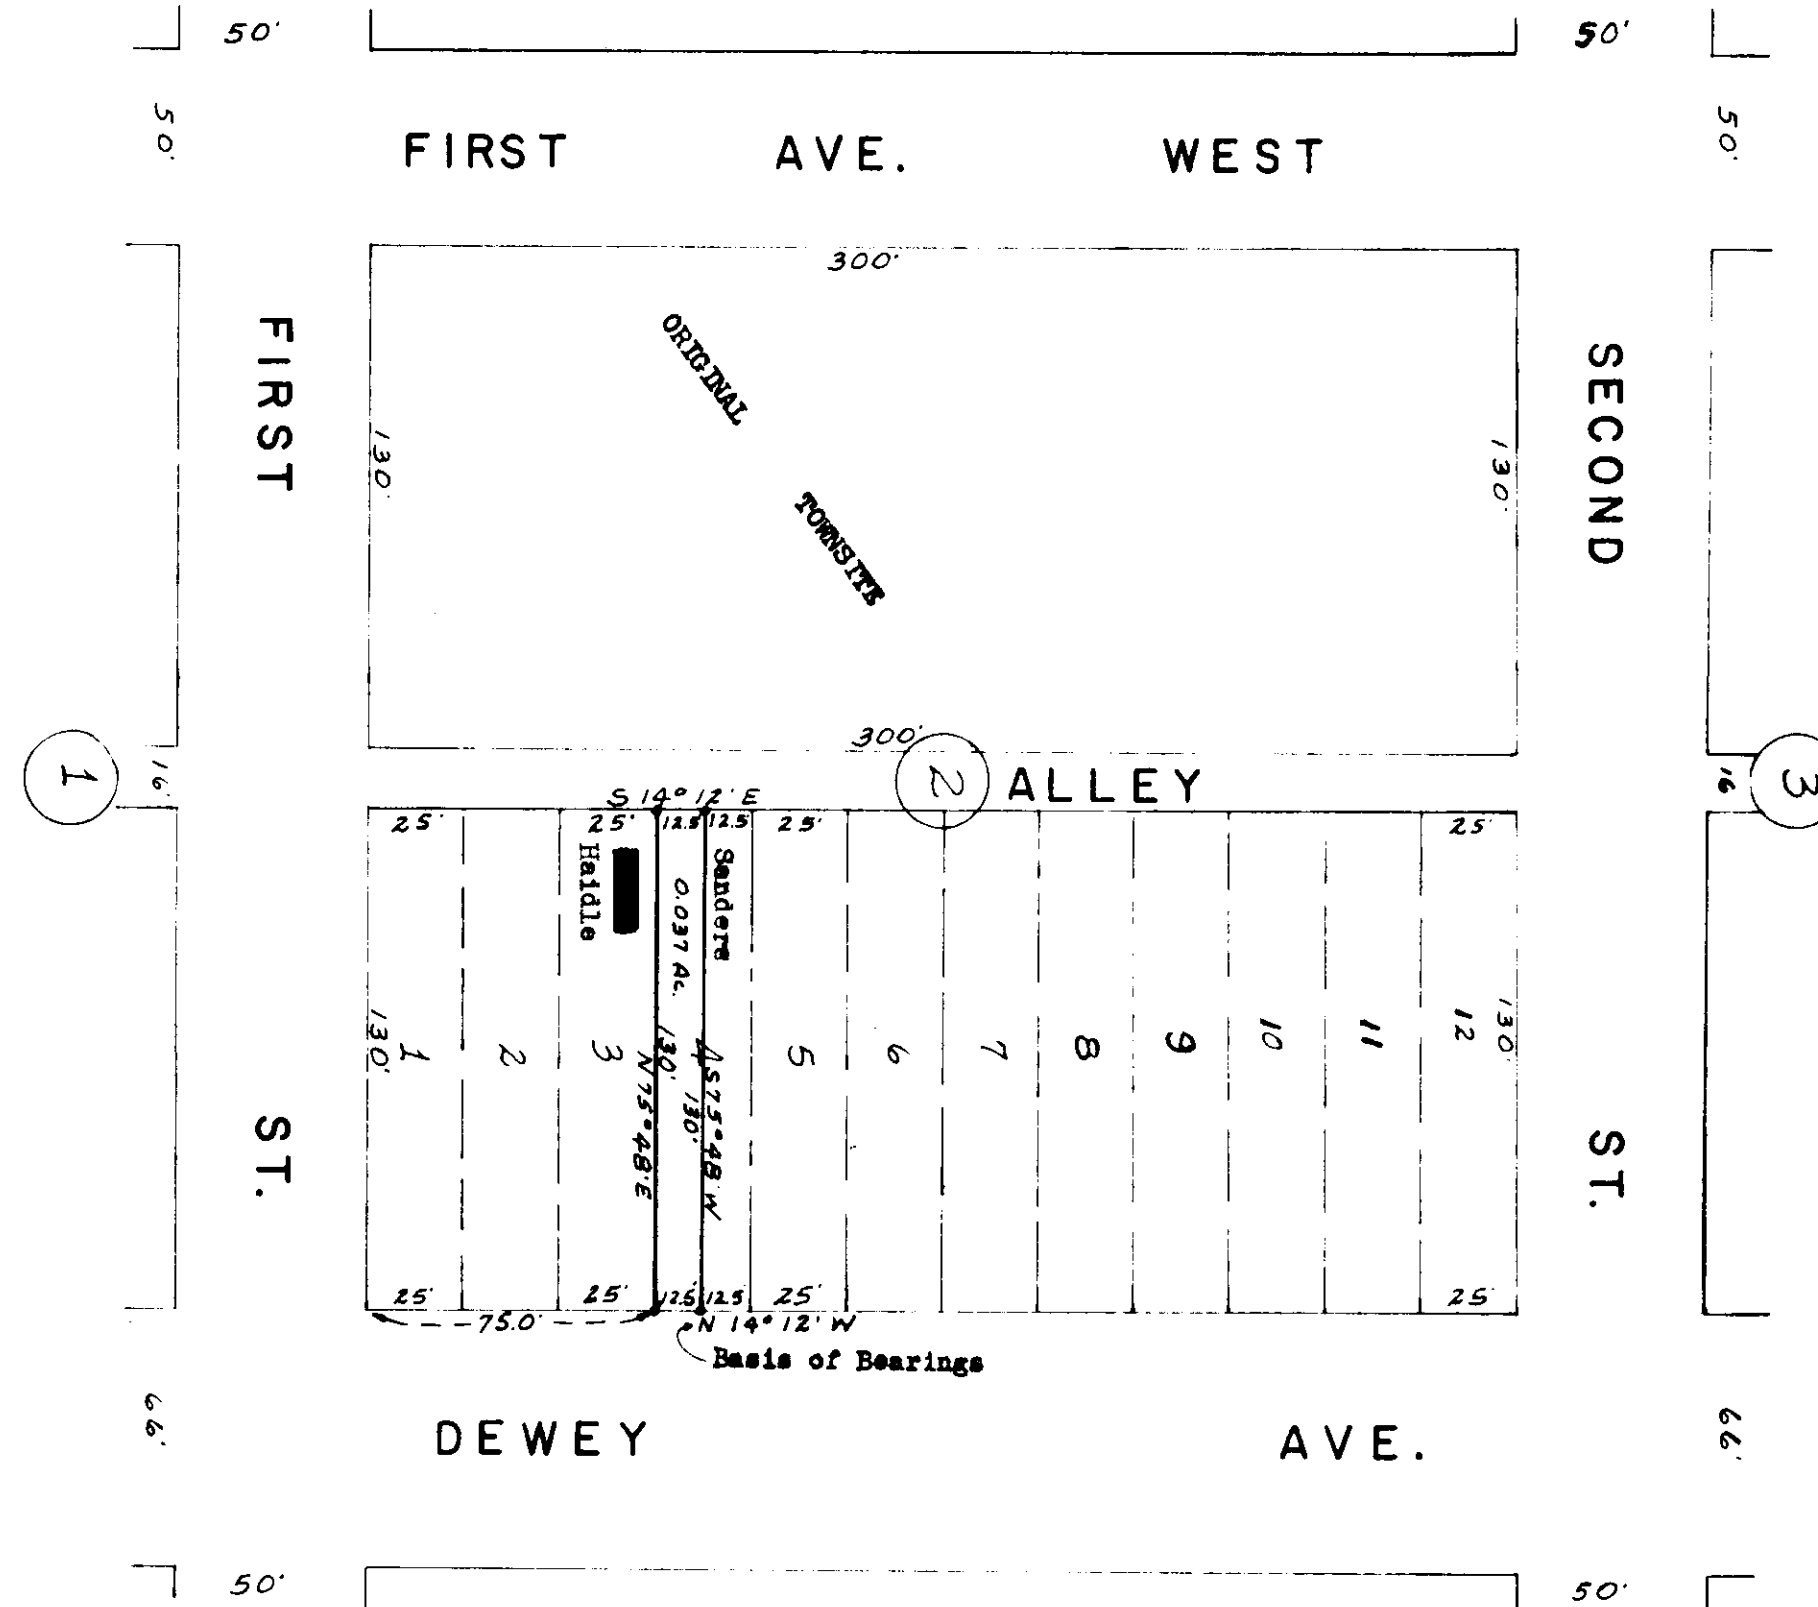 50' 50'
50' 50'
FIRST AVE. WEST
300'
FIRST
SECOND
ORIGINAL
TOWNSITE
130' 130'
300'
1 16' 2 ALLEY 16 3
S 14° 12' E
25' 25' 12.5 12.5 25' 25'
Haidle
0.037 Ac.
Sanders
130' 1 2 3 4 5 6 7 8 9 10 11 12 130'
130'
N 75° 48' E
130'
S 75° 48' W
ST. ST.
25' 25' 12.5' 12.5 25' 25'
75.0'
N 14° 12' W
Basis of Bearings
66' 66'
DEWEY AVE.
50' 50'